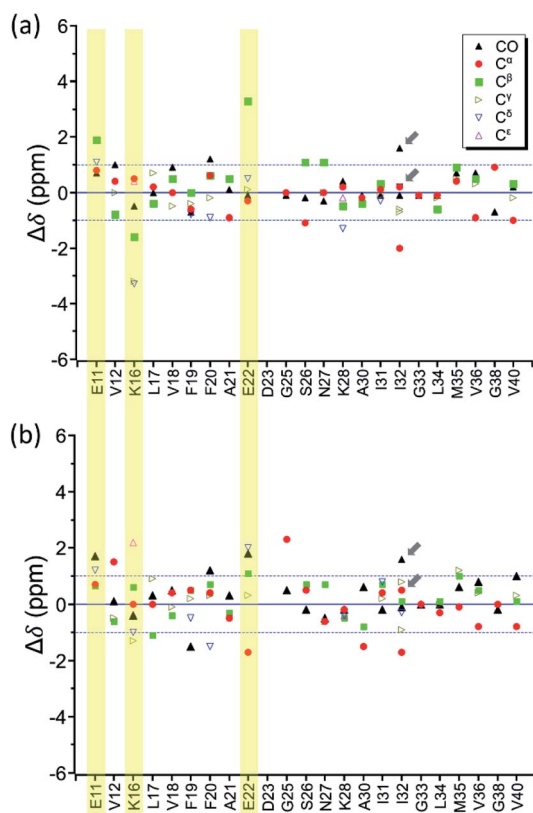 (a)
Δδ (ppm)
6
4
2
0
-2
-4
-6
CO
Cα
Cβ
Cγ
Cδ
Cε
E11 V12 K16 L17 V18 F19 F20 A21 E22 D23 G25 S26 N27 K28 A30 I31 I32 G33 L34 M35 V36 G38 V40
(b)
Δδ (ppm)
6
4
2
0
-2
-4
-6
E11 V12 K16 L17 V18 F19 F20 A21 E22 D23 G25 S26 N27 K28 A30 I31 I32 G33 L34 M35 V36 G38 V40